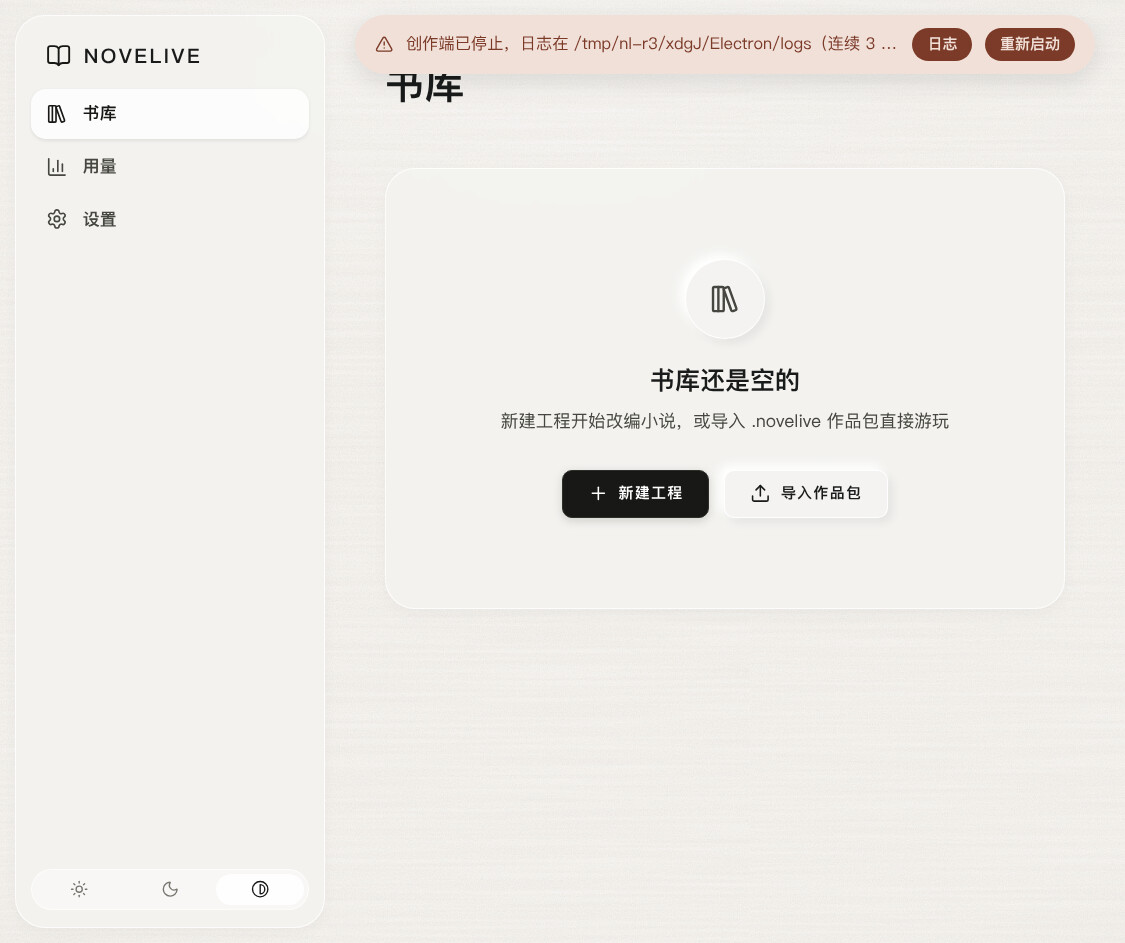 NOVELIVE
书库
用量
设置
创作端已停止，日志在 /tmp/nl-r3/xdgJ/Electron/logs（连续 3 …
日志
重新启动
书库
书库还是空的
新建工程开始改编小说，或导入 .novelive 作品包直接游玩
新建工程
导入作品包